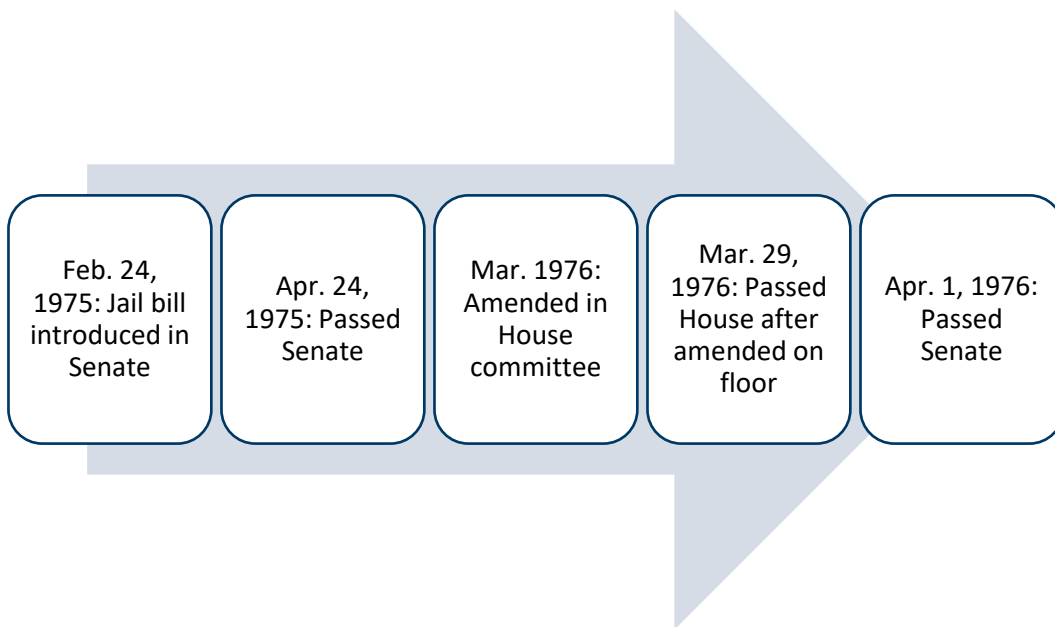 Feb. 24,
1975: Jail bill
introduced in
Senate
Apr. 24,
1975: Passed
Senate
Mar. 1976:
Amended in
House
committee
Mar. 29,
1976: Passed
House after
amended on
floor
Apr. 1, 1976:
Passed
Senate